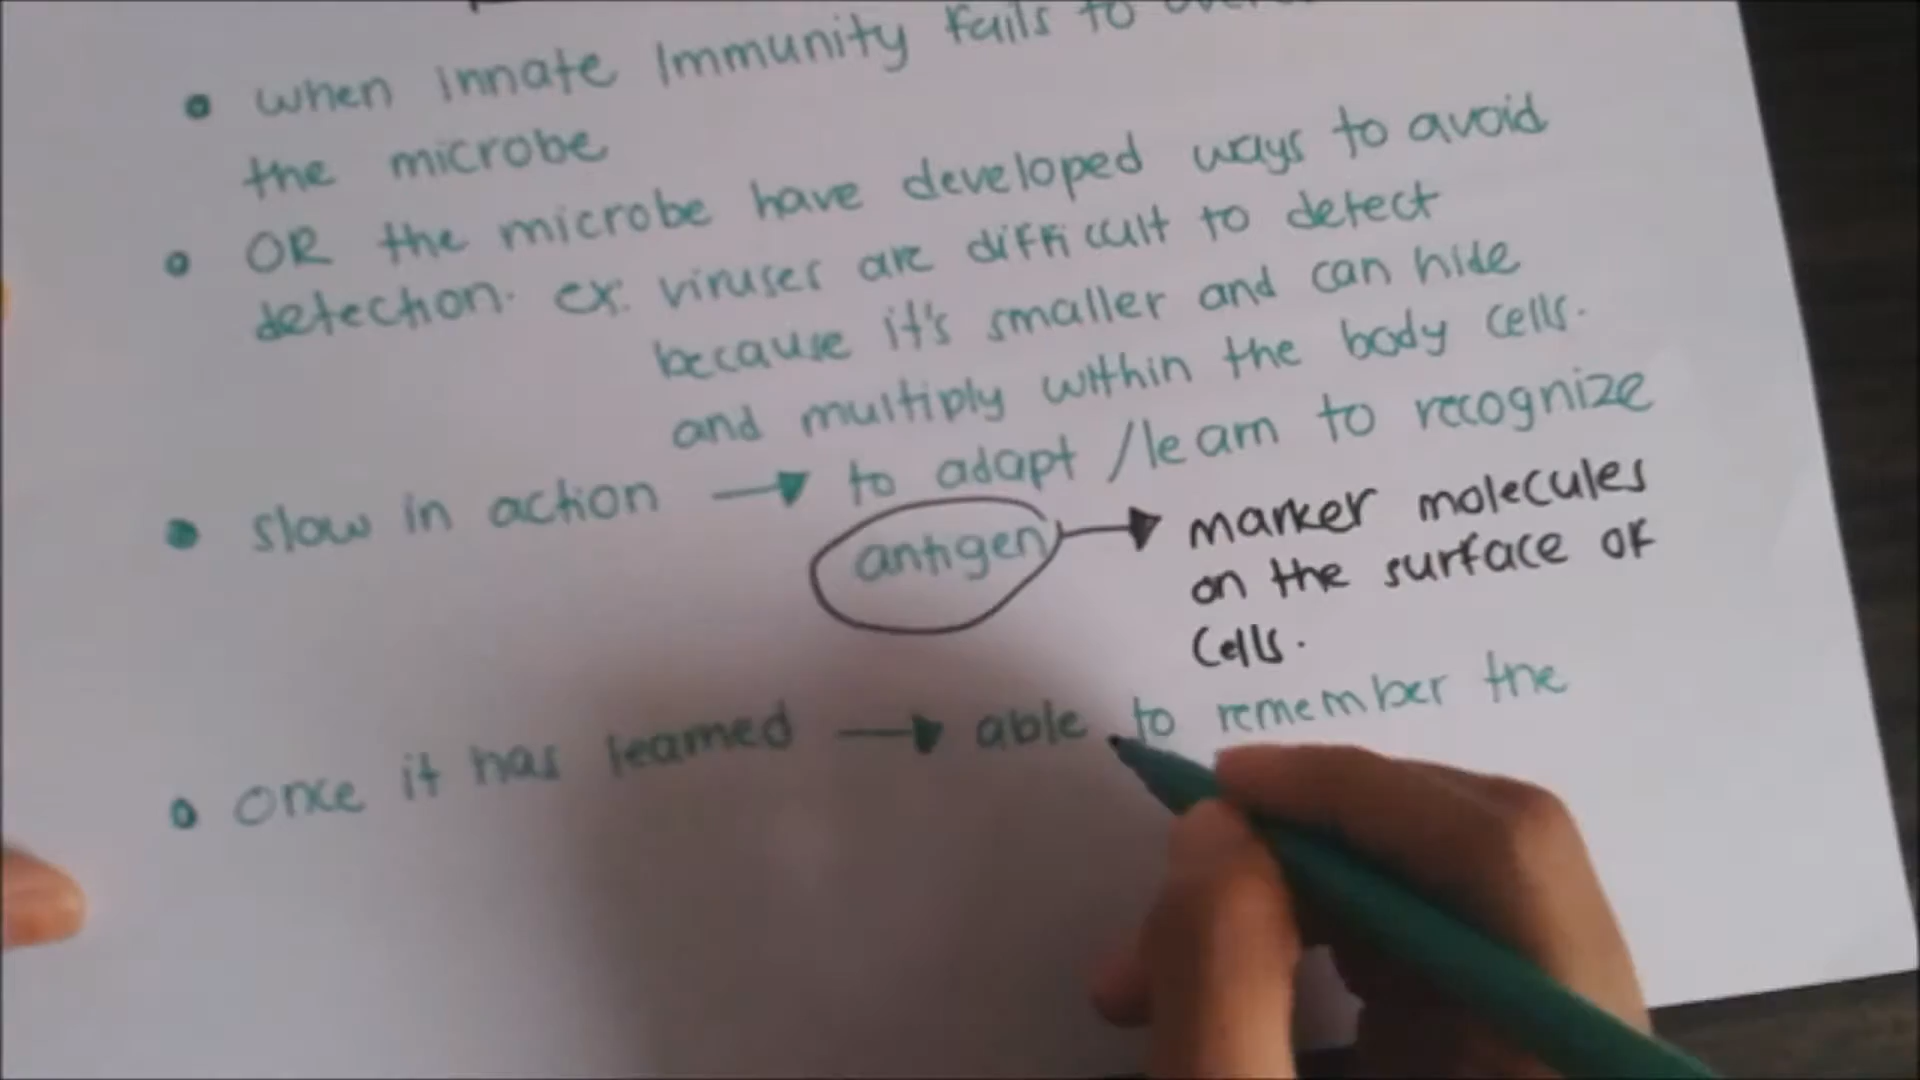 • when innate Immunity fails to
the microbe
• OR the microbe have developed ways to avoid
detection. ex: viruses are difficult to detect
because it's smaller and can hide
and multiply within the body cells.
• slow in action → to adapt /learn to recognize
antigen → marker molecules
on the surface of
cells.
• once it has learned → able to remember the